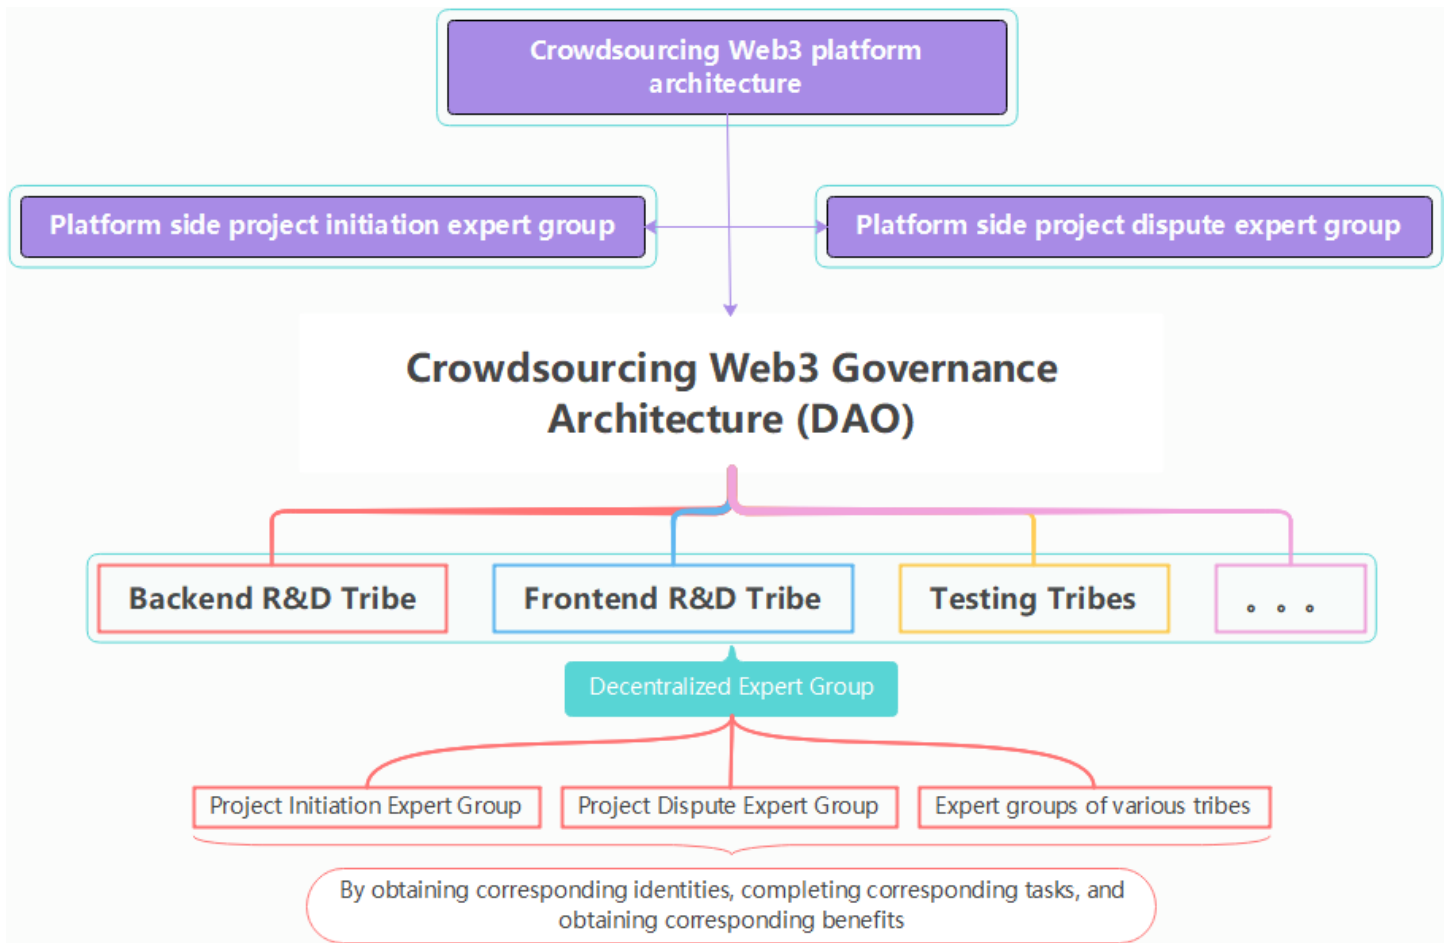 Crowdsourcing Web3 platform
architecture
Platform side project initiation expert group
Platform side project dispute expert group
Crowdsourcing Web3 Governance
Architecture (DAO)
Backend R&D Tribe
Frontend R&D Tribe
Testing Tribes
。。。
Decentralized Expert Group
Project Initiation Expert Group
Project Dispute Expert Group
Expert groups of various tribes
By obtaining corresponding identities, completing corresponding tasks, and
obtaining corresponding benefits